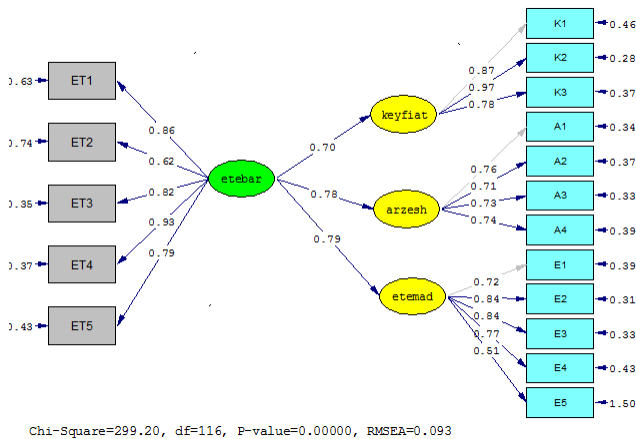 K1
0.46
K2
0.28
K3
0.37
A1
0.34
A2
0.37
A3
0.33
A4
0.39
E1
0.39
E2
0.31
E3
0.33
E4
0.43
E5
1.50
0.87
0.97
0.78
keyfiat
0.76
0.71
0.73
0.74
arzesh
0.72
0.84
0.84
0.77
0.51
etemad
0.70
0.78
0.79
etebar
0.86
0.62
0.82
0.93
0.79
0.63
ET1
0.74
ET2
0.35
ET3
0.37
ET4
0.43
ET5
Chi-Square=299.20, df=116, P-value=0.00000, RMSEA=0.093